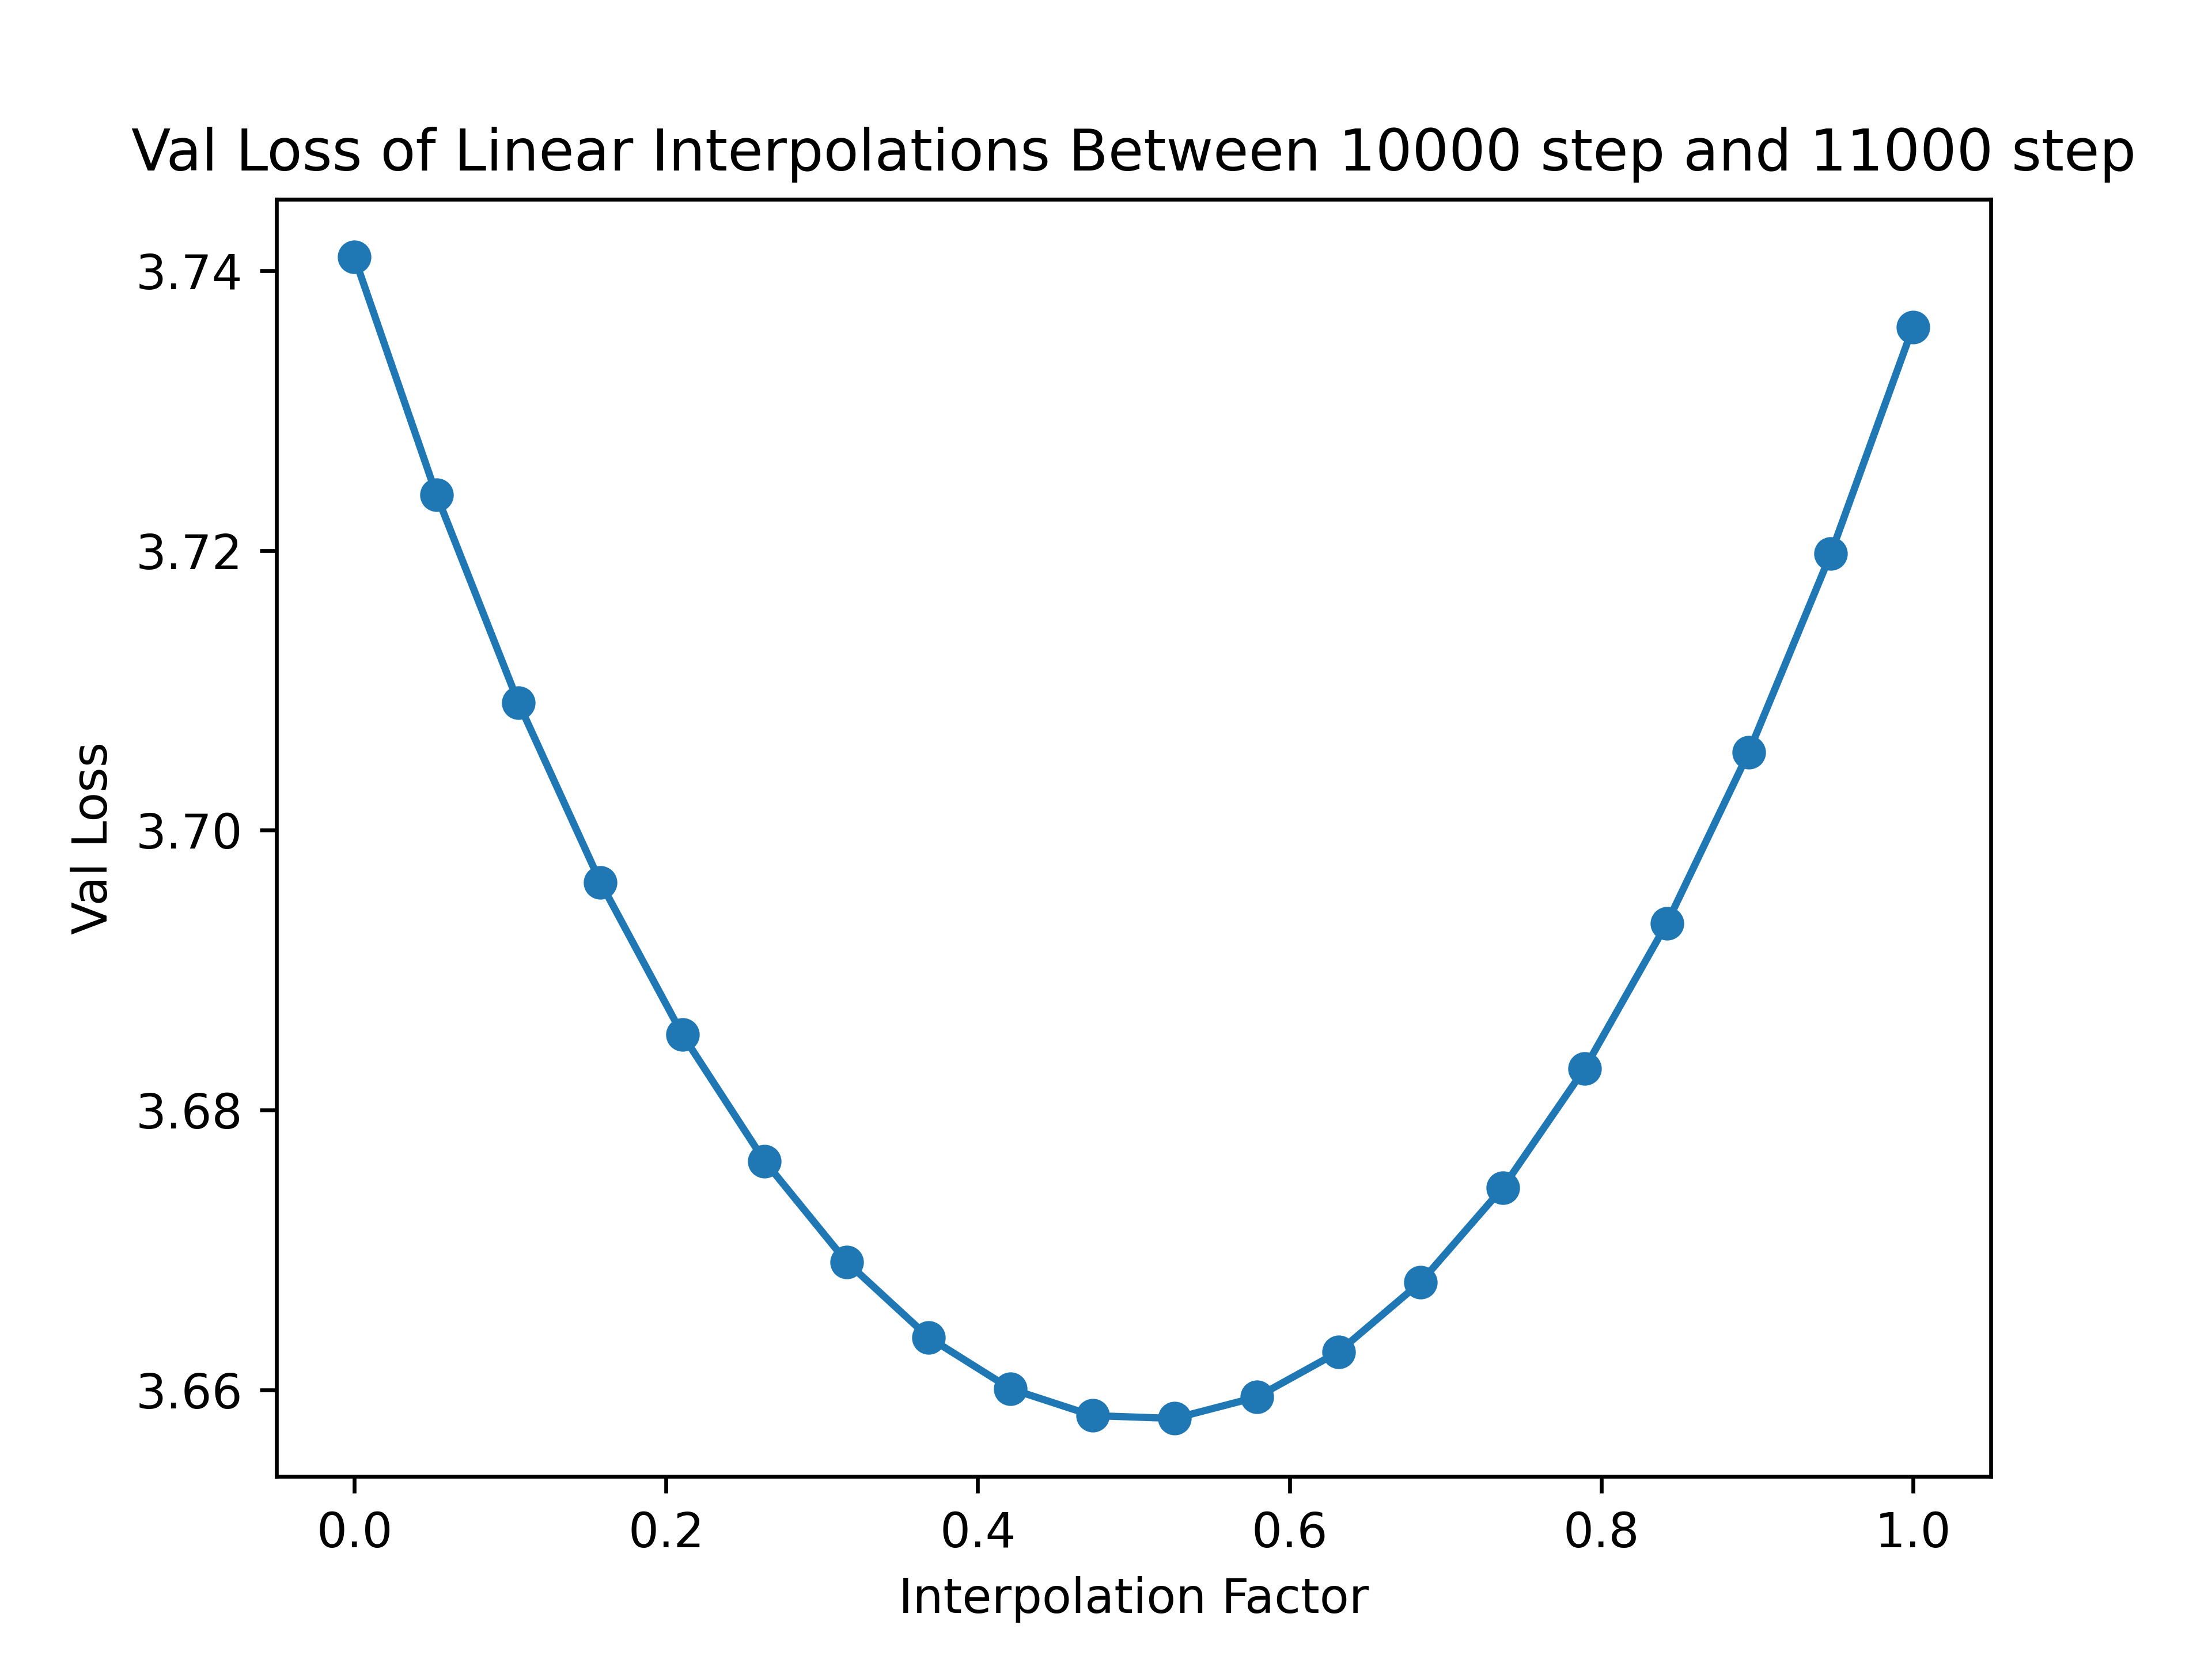 Val Loss of Linear Interpolations Between 10000 step and 11000 step
3.74
3.72
3.70
3.68
3.66
Val Loss
0.0 0.2 0.4 0.6 0.8 1.0
Interpolation Factor